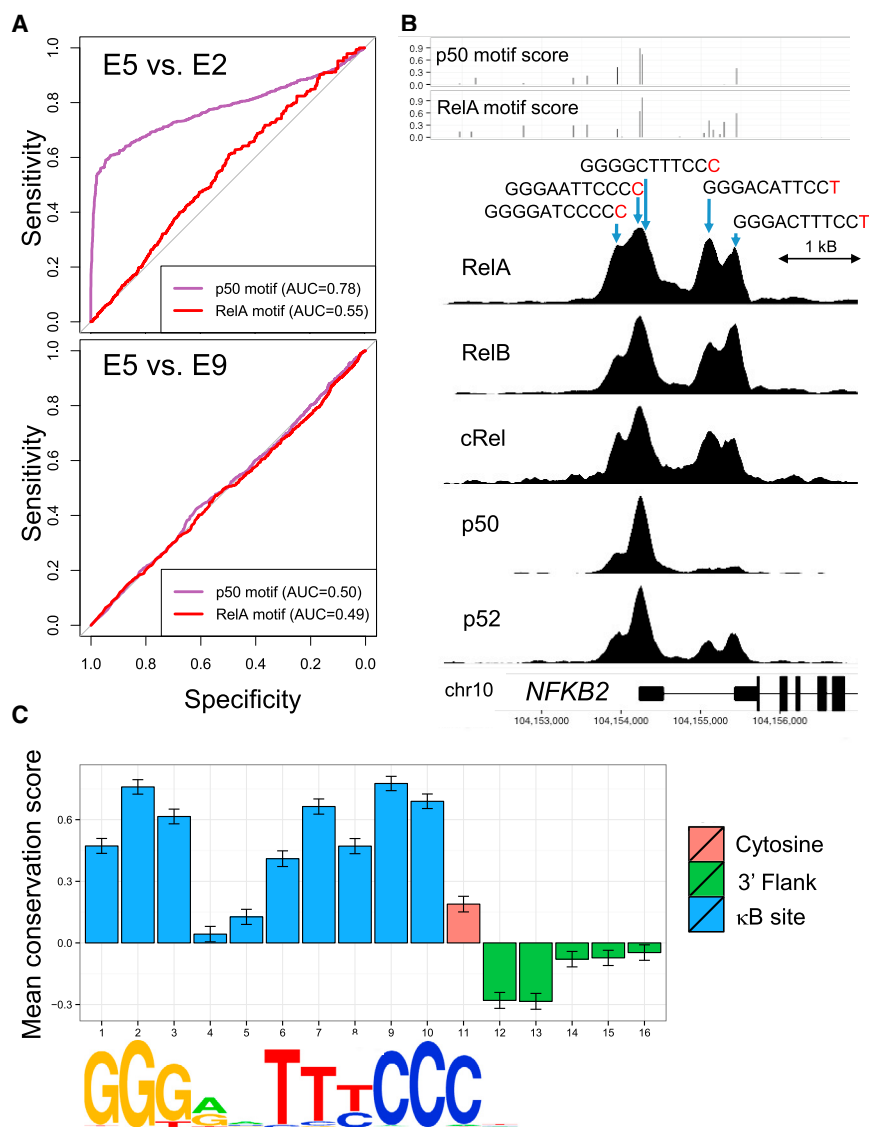 A
E5 vs. E2
Sensitivity
1.0
0.8
0.6
0.4
0.2
0.0
p50 motif (AUC=0.78)
RelA motif (AUC=0.55)
E5 vs. E9
Sensitivity
1.0
0.8
0.6
0.4
0.2
0.0
p50 motif (AUC=0.50)
RelA motif (AUC=0.49)
1.0 0.8 0.6 0.4 0.2 0.0
Specificity
B
0.9
0.6
0.3
0.0
p50 motif score
0.9
0.6
0.3
0.0
RelA motif score
GGGGCTTTCCC
GGGAATTCCCC
GGGACATTCCT
GGGGATCCCCC
GGGACTTTCCT
1 kB
RelA
RelB
cRel
p50
p52
chr10
NFKB2
104,153,000 104,154,000 104,155,000 104,156,000
C
Mean conservation score
0.6
0.3
0.0
−0.3
1 2 3 4 5 6 7 8 9 10 11 12 13 14 15 16
Cytosine
3' Flank
κB site
GGGATTTCCC